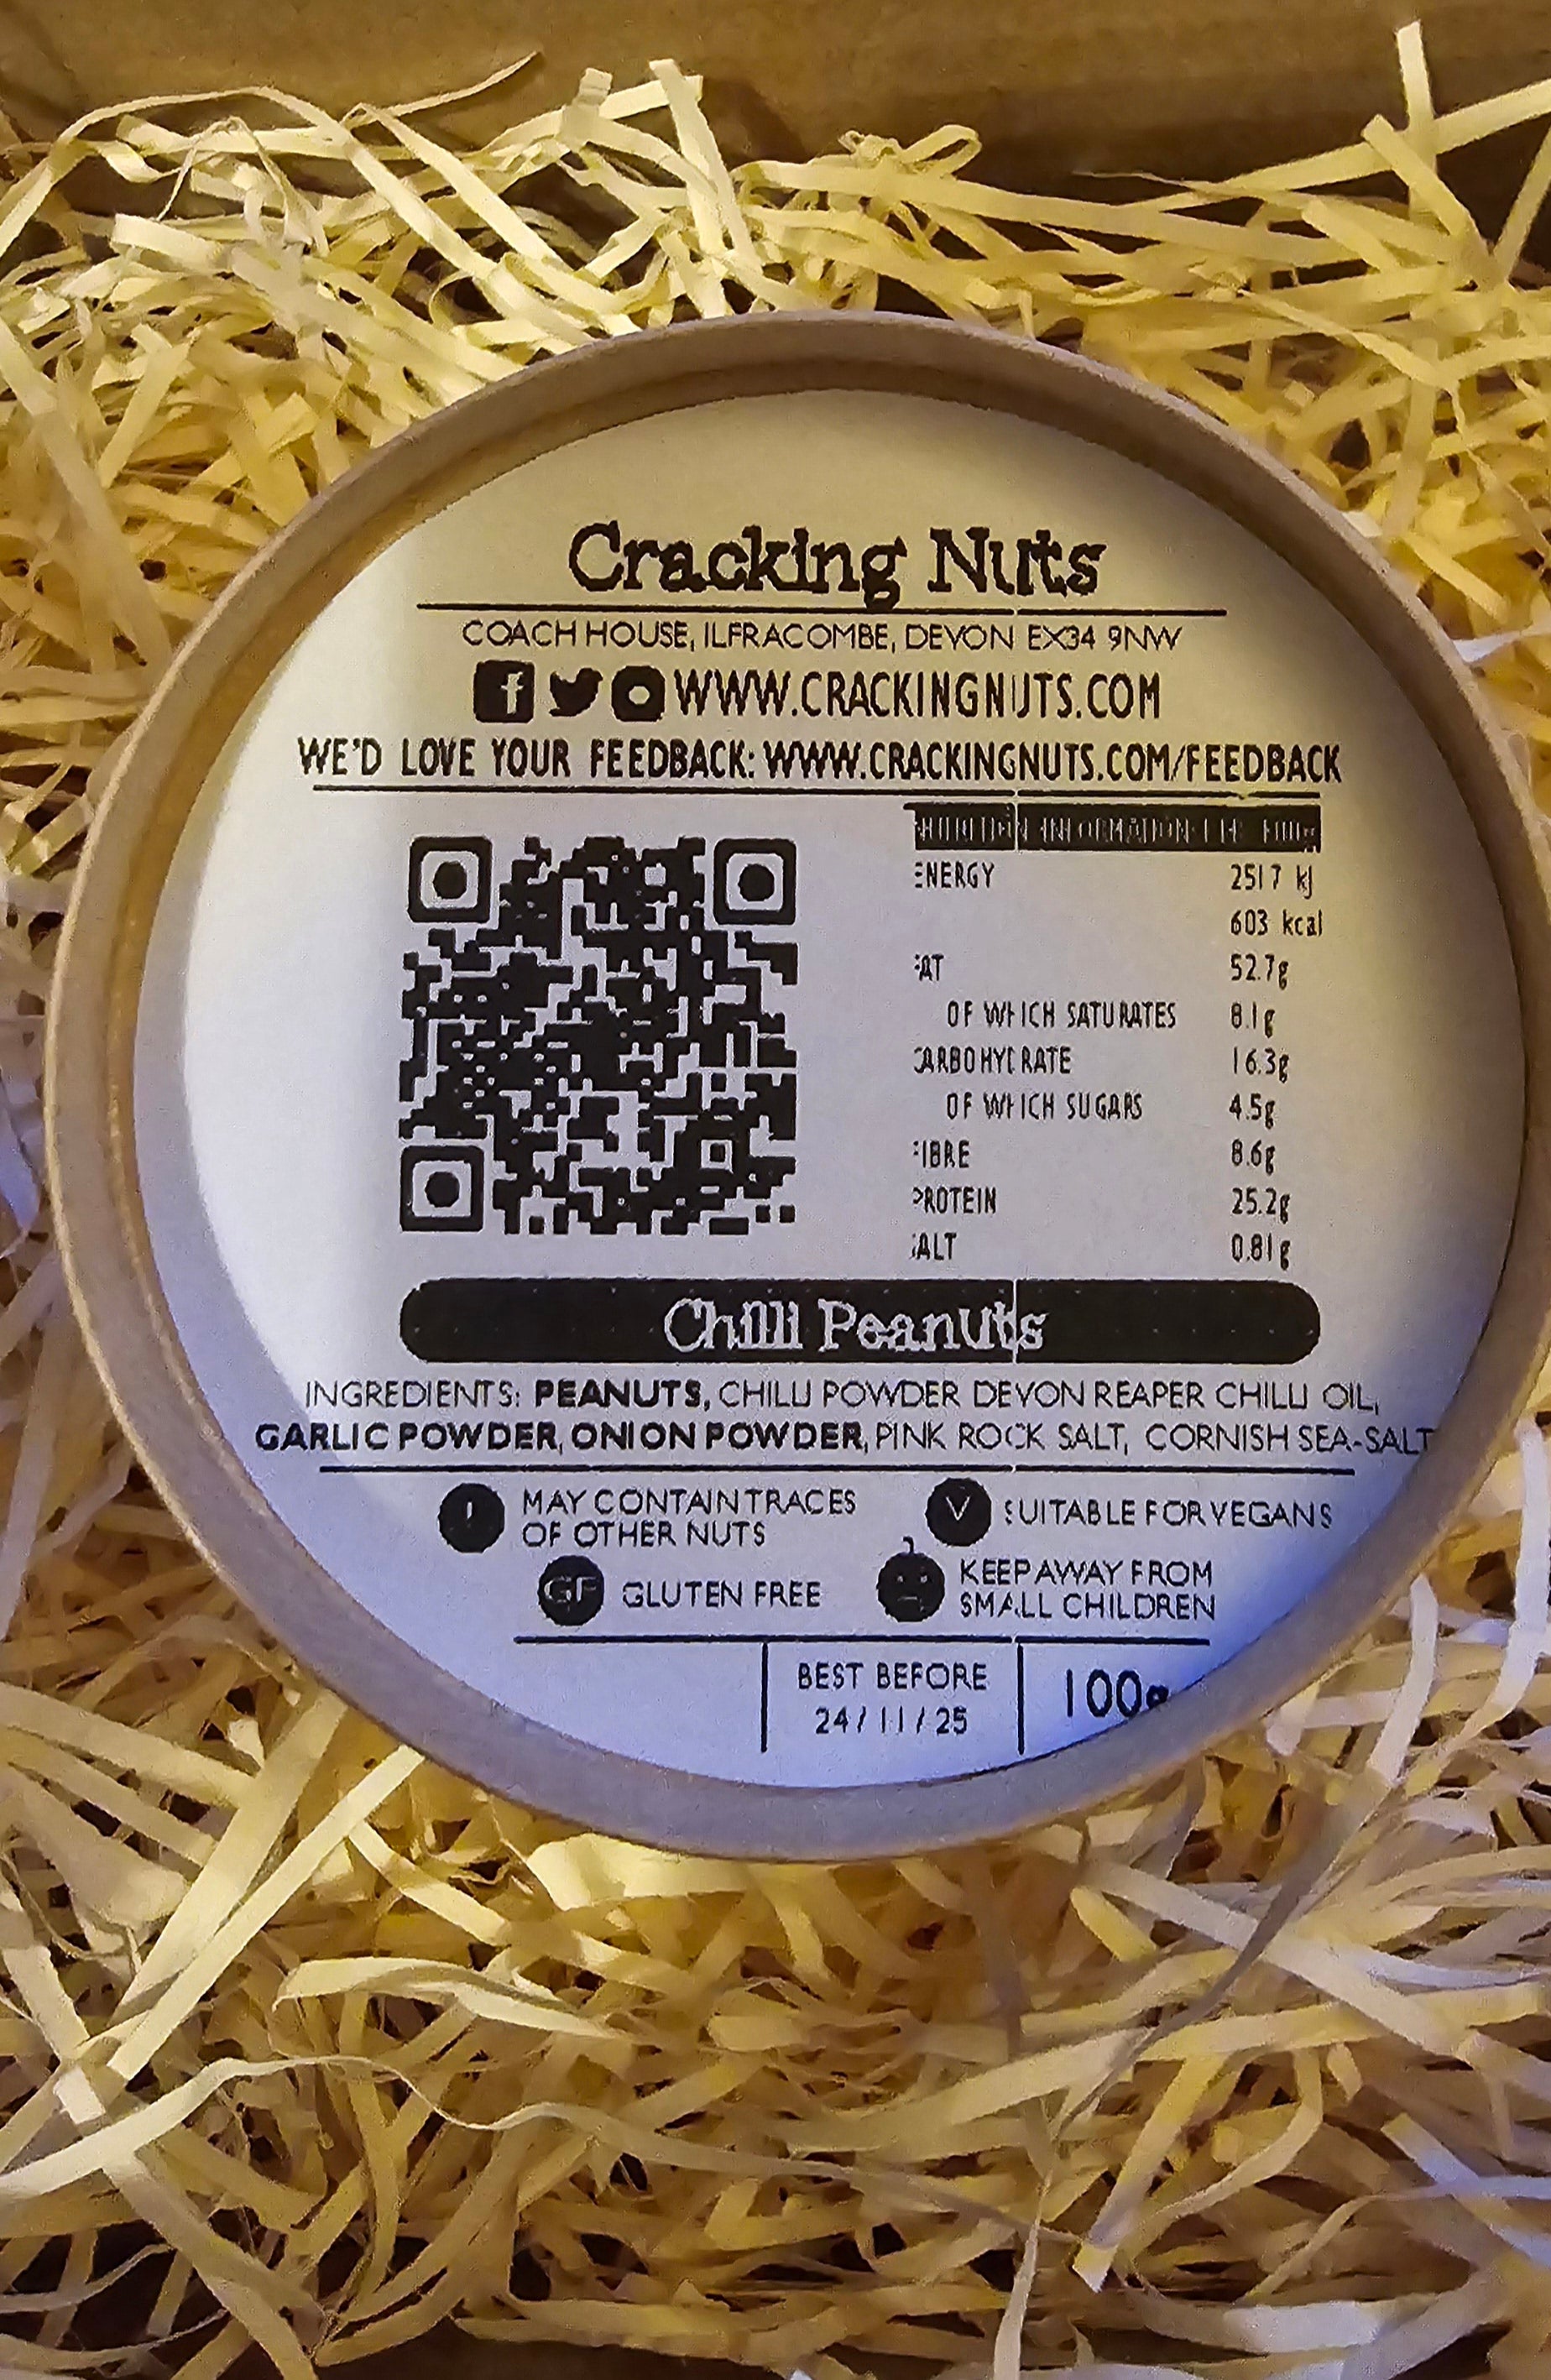 Cracking Nuts
COACH HOUSE, ILFRACOMBE, DEVON EX34 9NW
WWW.CRACKINGNUTS.COM
WE'D LOVE YOUR FEEDBACK: WWW.CRACKINGNUTS.COM/FEEDBACK
NUTRITION INFORMATION PER 100g
ENERGY 2517 kJ
603 kcal
FAT 52.7g
OF WHICH SATURATES 8.1g
CARBOHYDRATE 16.3g
OF WHICH SUGARS 4.5g
FIBRE 8.6g
PROTEIN 25.2g
SALT 0.81g
Chilli Peanuts
INGREDIENTS: PEANUTS, CHILLI POWDER DEVON REAPER CHILLI OIL,
GARLIC POWDER, ONION POWDER, PINK ROCK SALT, CORNISH SEA-SALT
MAY CONTAIN TRACES
OF OTHER NUTS
V SUITABLE FOR VEGANS
GF GLUTEN FREE
KEEP AWAY FROM
SMALL CHILDREN
BEST BEFORE
24/11/25
100g